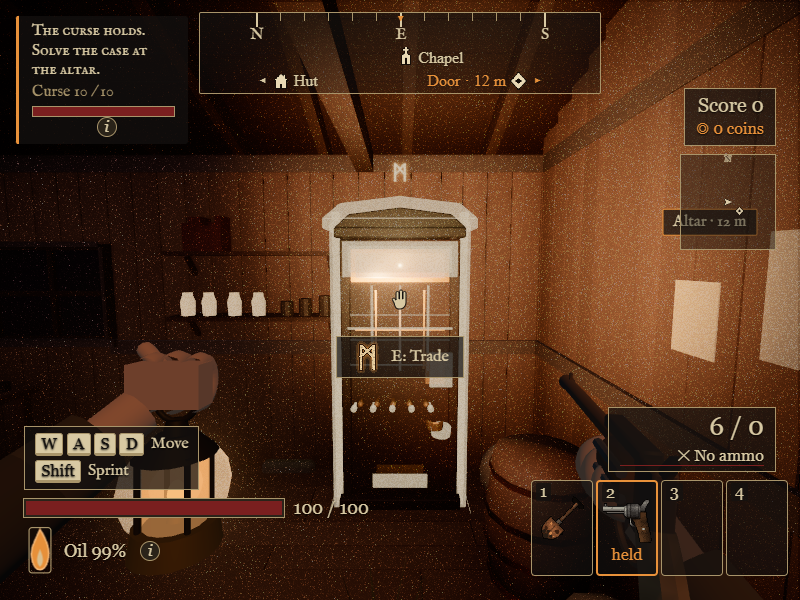 The curse holds.
Solve the case at
the altar.
Curse 10 / 10
i
N E S
Chapel
Hut
Door · 12 m
Score 0
0 coins
N
Altar · 12 m
ᛗ
ᛗ E: Trade
W A S D Move
Shift Sprint
100 / 100
Oil 99% i
6 / 0
× No ammo
1 2 3 4
held